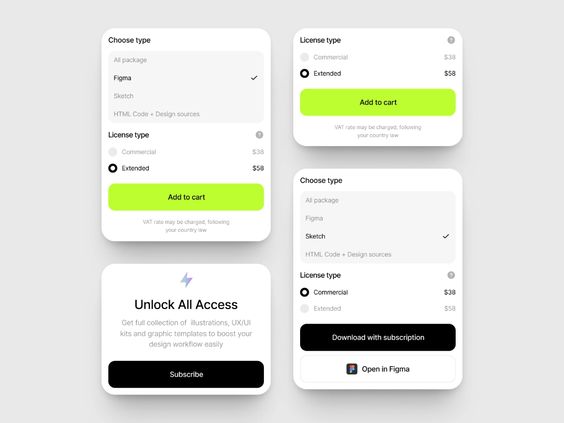 Choose type
All package
Figma
Sketch
HTML Code + Design sources
License type
?
Commercial $38
Extended $58
Add to cart
VAT rate may be charged, following
your country law
Unlock All Access
Get full collection of illustrations, UX/UI
kits and graphic templates to boost your
design workflow easily
Subscribe
License type
?
Commercial $38
Extended $58
Add to cart
VAT rate may be charged, following
your country law
Choose type
All package
Figma
Sketch
HTML Code + Design sources
License type
?
Commercial $38
Extended $58
Download with subscription
Open in Figma